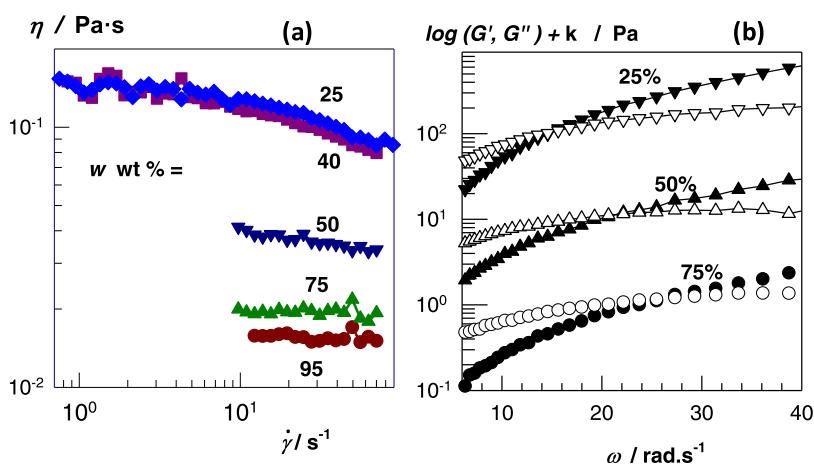 η / Pa·s
(a)
25
10⁻¹
40
w wt % =
50
75
95
10⁻²
10⁰
10¹
γ̇ / s⁻¹
log (G', G'') + k / Pa
(b)
25%
10²
50%
10¹
75%
10⁰
10⁻¹
10
20
30
40
ω / rad.s⁻¹